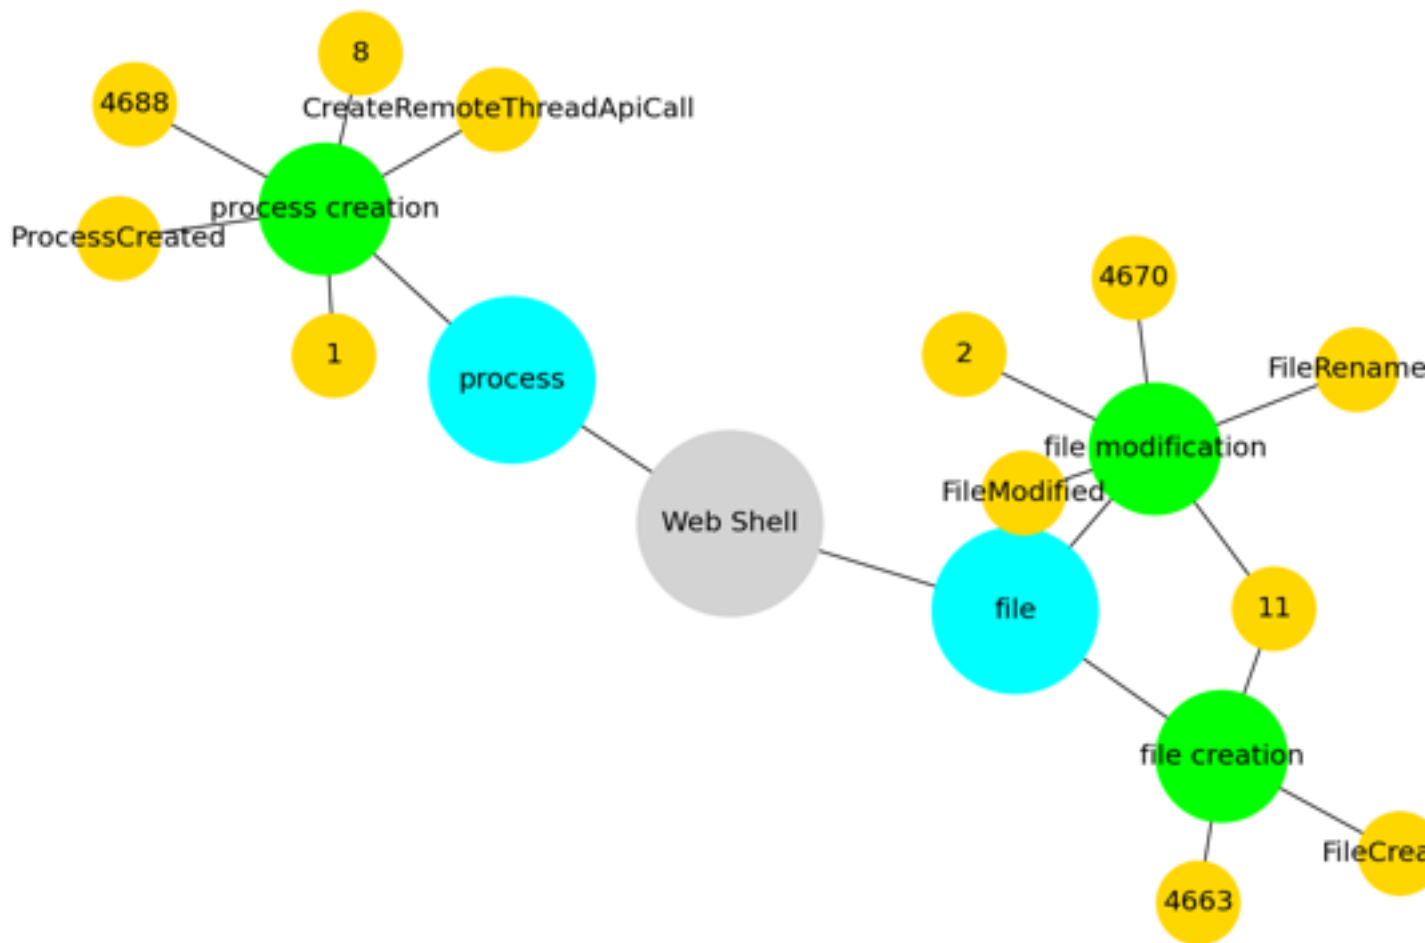 8
4688
CreateRemoteThreadApiCall
process creation
ProcessCreated
1
process
4670
2
FileRename
file modification
FileModified
Web Shell
file
11
file creation
FileCrea
4663